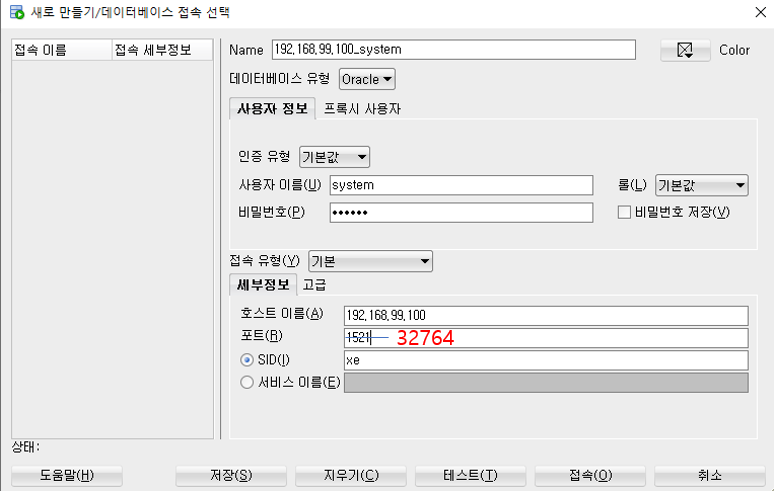 새로 만들기/데이터베이스 접속 선택
접속 이름 접속 세부정보
Name 192.168.99.100_system Color
데이터베이스 유형 Oracle
사용자 정보 프록시 사용자
인증 유형 기본값
사용자 이름(U) system 롤(L) 기본값
비밀번호(P) •••••• 비밀번호 저장(V)
접속 유형(Y) 기본
세부정보 고급
호스트 이름(A) 192.168.99.100
포트(R) 1521 32764
SID(I) xe
서비스 이름(E)
상태:
도움말(H) 저장(S) 지우기(C) 테스트(T) 접속(O) 취소